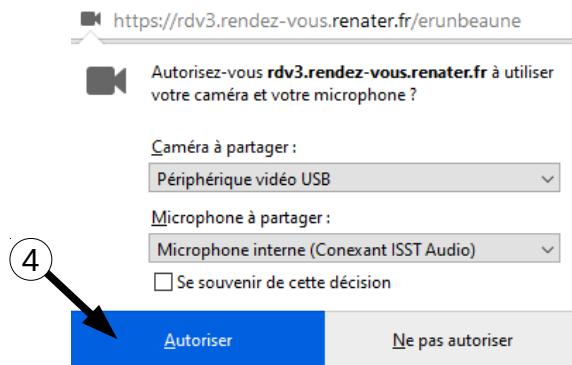 https://rdv3.rendez-vous.renater.fr/erunbeaune
Autorisez-vous rdv3.rendez-vous.renater.fr à utiliser
votre caméra et votre microphone ?
Caméra à partager :
Périphérique vidéo USB
Microphone à partager :
Microphone interne (Conexant ISST Audio)
Se souvenir de cette décision
4
Autoriser
Ne pas autoriser